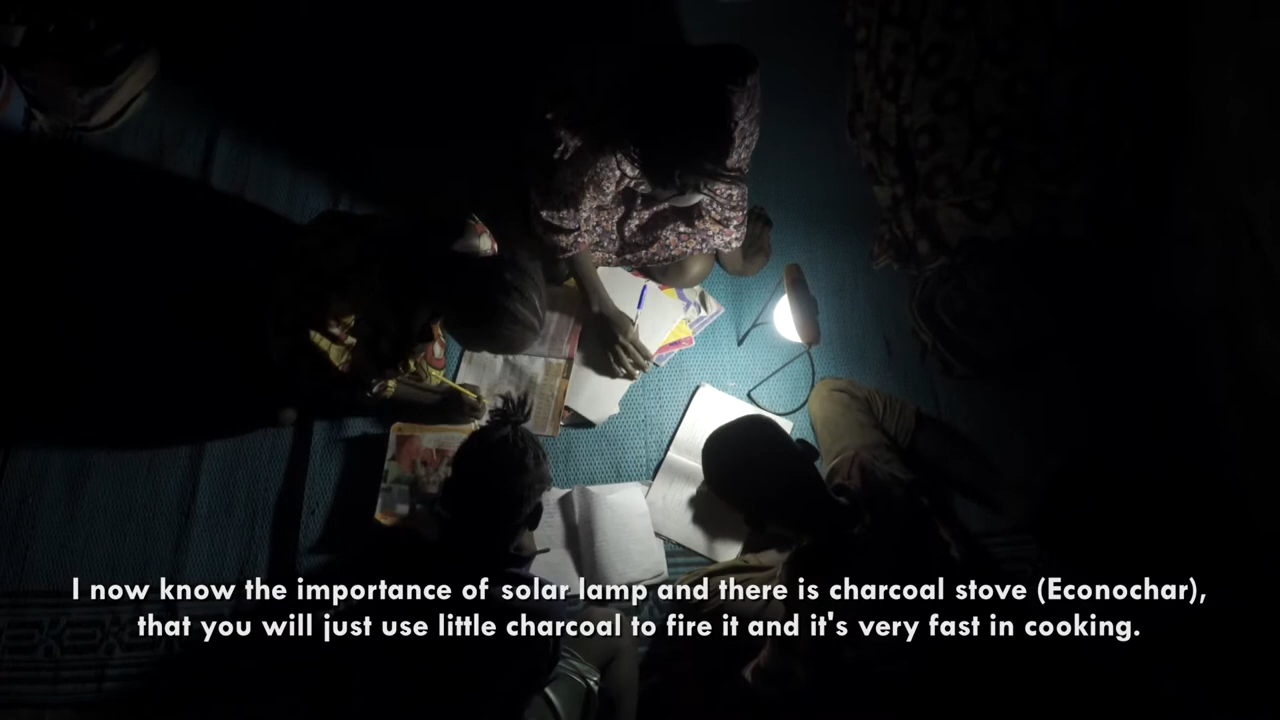 I now know the importance of solar lamp and there is charcoal stove (Econochar),
that you will just use little charcoal to fire it and it's very fast in cooking.